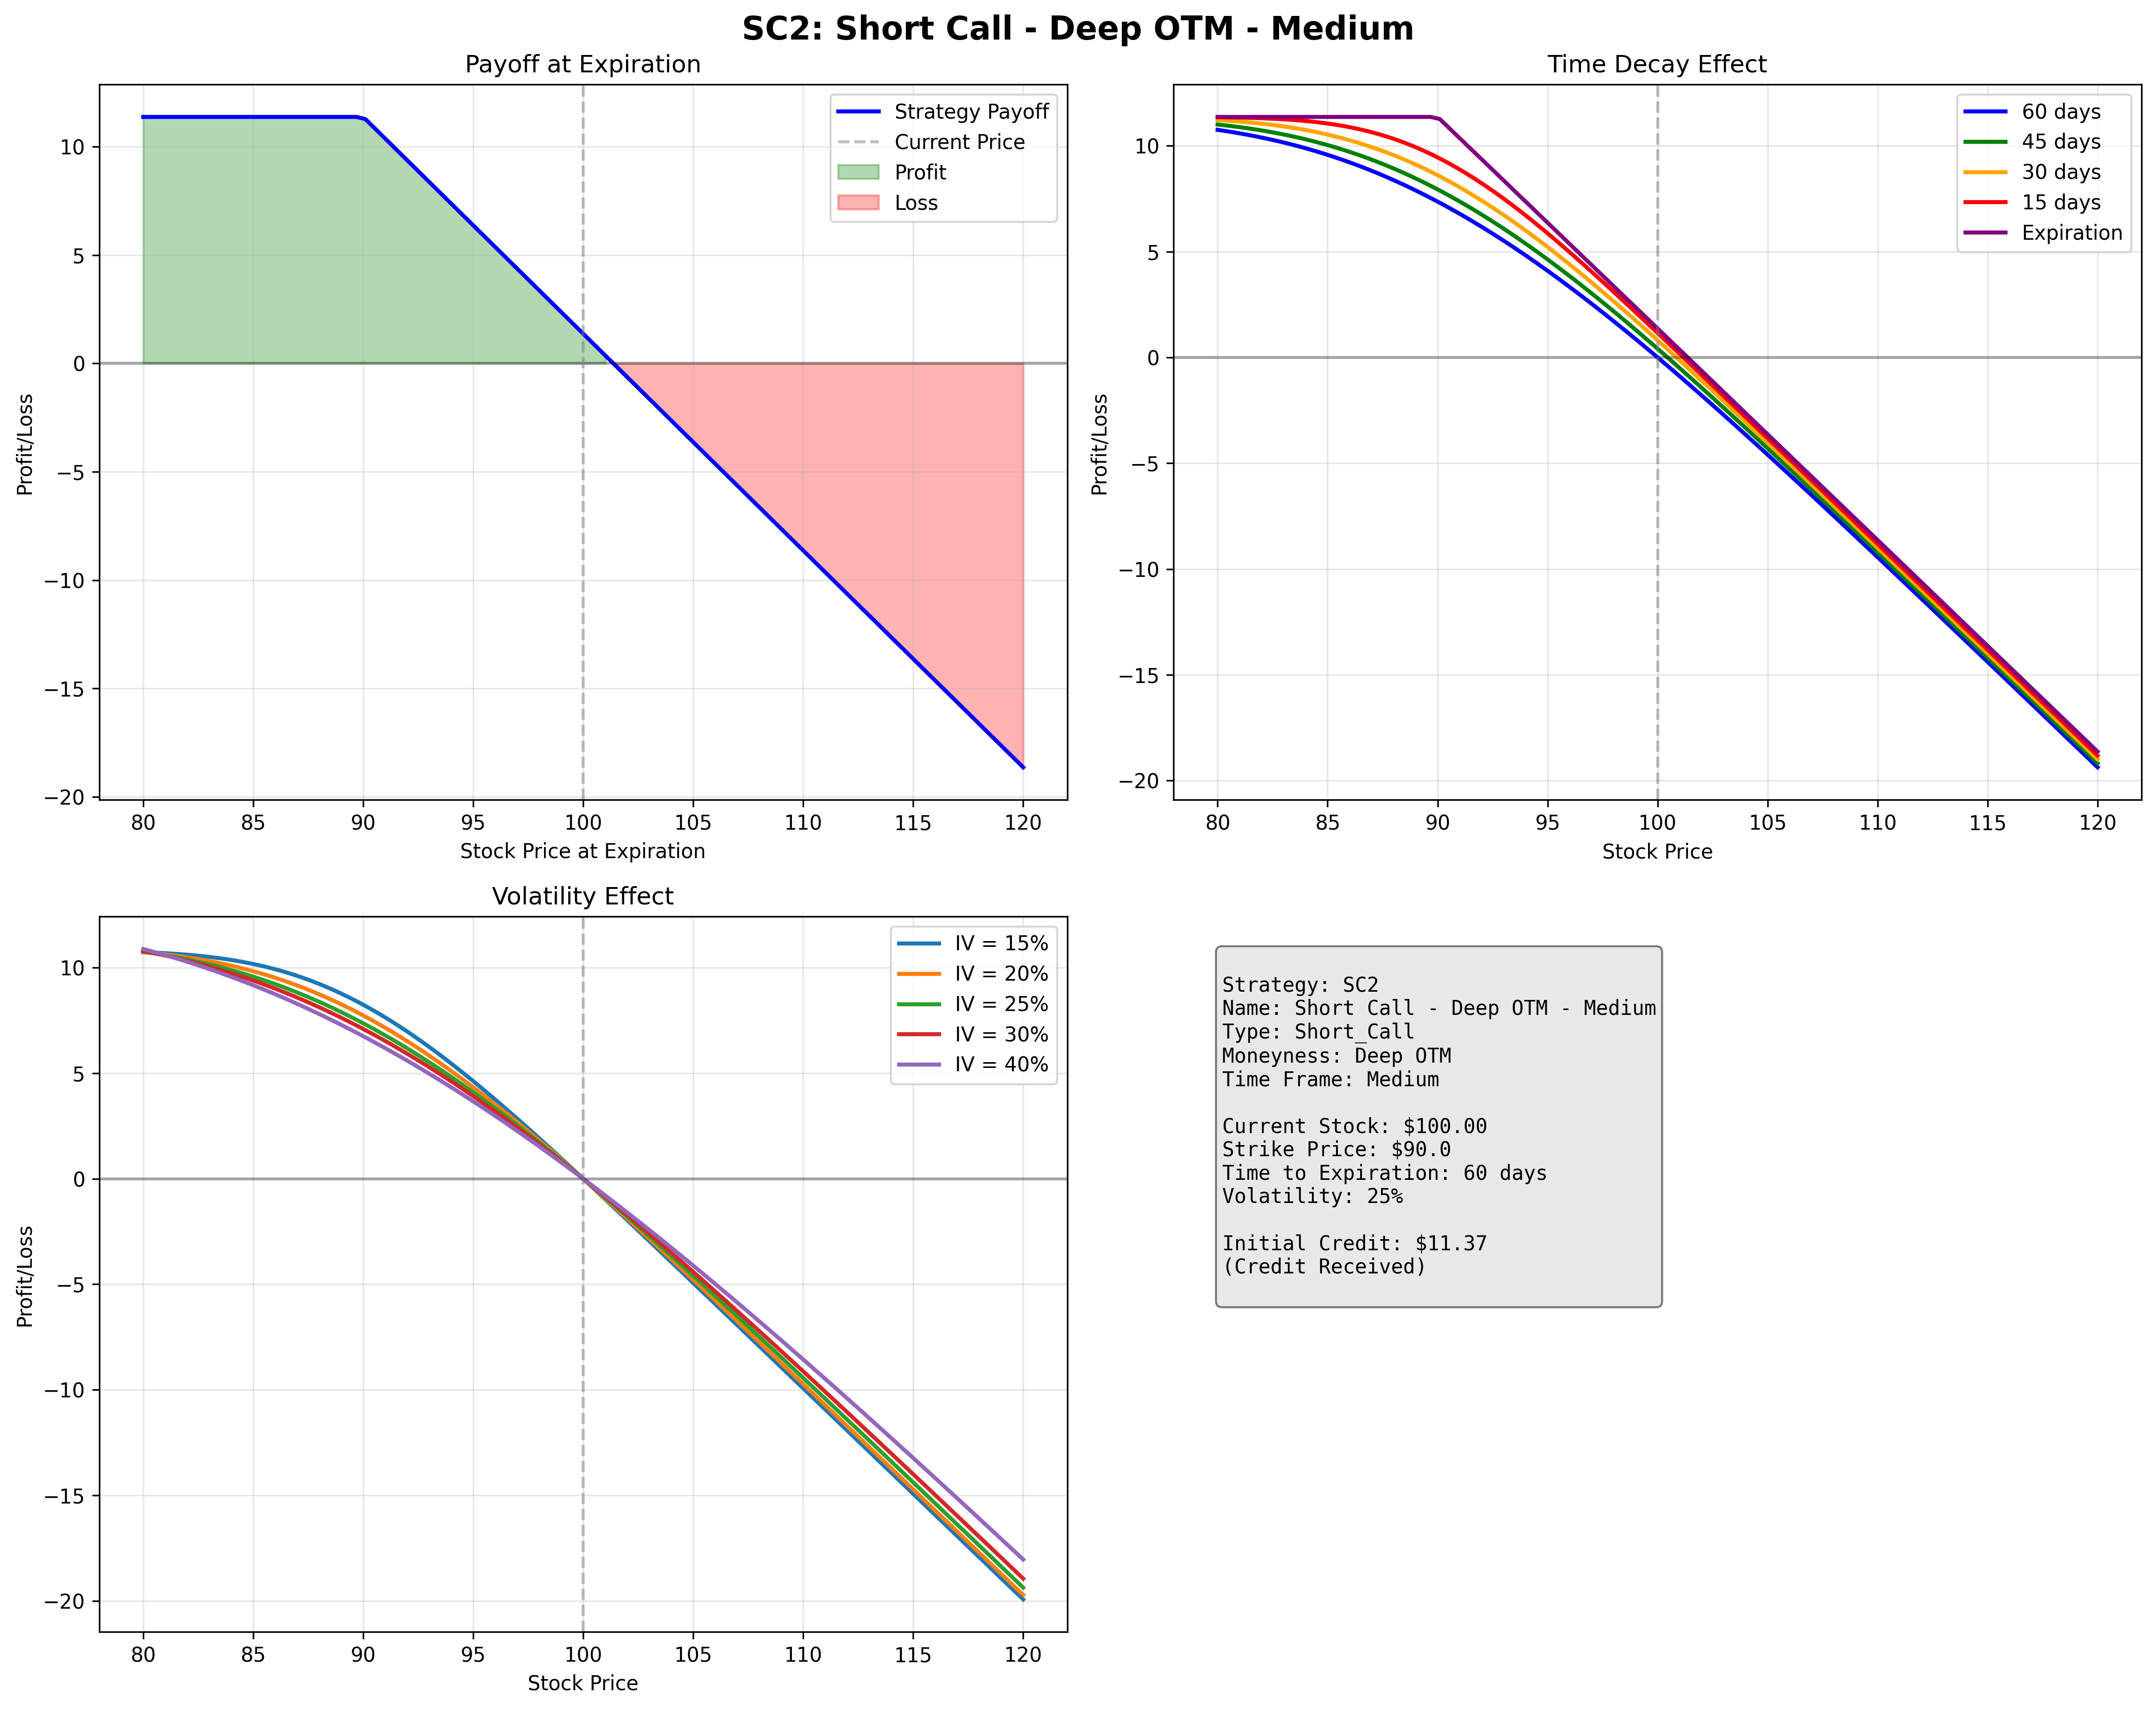 SC2: Short Call - Deep OTM - Medium
Payoff at Expiration
Strategy Payoff
Current Price
Profit
Loss
10
5
0
−5
−10
−15
−20
Profit/Loss
80 85 90 95 100 105 110 115 120
Stock Price at Expiration
Time Decay Effect
60 days
45 days
30 days
15 days
Expiration
10
5
0
−5
−10
−15
−20
Profit/Loss
80 85 90 95 100 105 110 115 120
Stock Price
Volatility Effect
IV = 15%
IV = 20%
IV = 25%
IV = 30%
IV = 40%
10
5
0
−5
−10
−15
−20
Profit/Loss
80 85 90 95 100 105 110 115 120
Stock Price
Strategy: SC2
Name: Short Call - Deep OTM - Medium
Type: Short_Call
Moneyness: Deep OTM
Time Frame: Medium
Current Stock: $100.00
Strike Price: $90.0
Time to Expiration: 60 days
Volatility: 25%
Initial Credit: $11.37
(Credit Received)